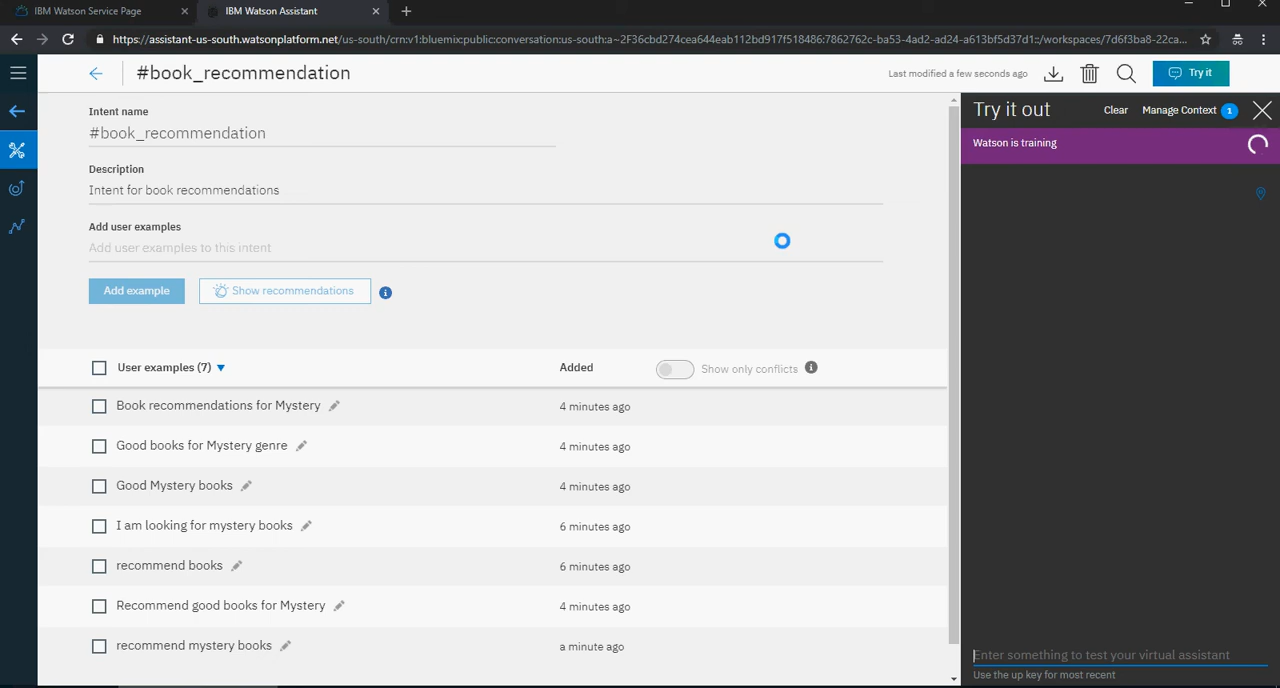 IBM Watson Service Page
IBM Watson Assistant
https://assistant-us-south.watsonplatform.net/us-south/crn:v1:bluemix:public:conversation:us-south:a~2F36cbd274cea644eab112bd917f518486:7862762c-ba53-4ad2-ad24-a613bf5d37d1::/workspaces/7d6f3ba8-22ca...
#book_recommendation
Last modified a few seconds ago
Try it
Intent name
#book_recommendation
Description
Intent for book recommendations
Add user examples
Add user examples to this intent
Add example
Show recommendations
User examples (7)
Added
Show only conflicts
Book recommendations for Mystery
4 minutes ago
Good books for Mystery genre
4 minutes ago
Good Mystery books
4 minutes ago
I am looking for mystery books
6 minutes ago
recommend books
6 minutes ago
Recommend good books for Mystery
4 minutes ago
recommend mystery books
a minute ago
Try it out
Clear
Manage Context 1
Watson is training
Enter something to test your virtual assistant
Use the up key for most recent